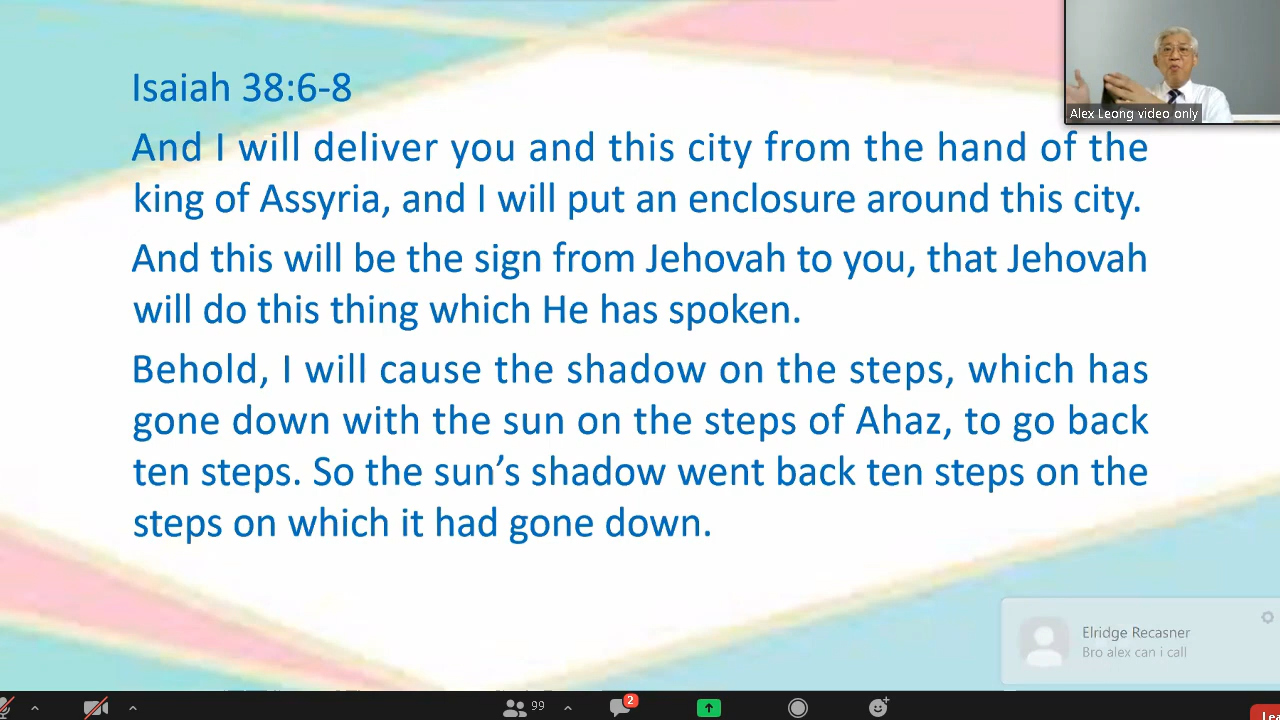 Isaiah 38:6-8
Alex Leong video only
And I will deliver you and this city from the hand of the
king of Assyria, and I will put an enclosure around this city.
And this will be the sign from Jehovah to you, that Jehovah
will do this thing which He has spoken.
Behold, I will cause the shadow on the steps, which has
gone down with the sun on the steps of Ahaz, to go back
ten steps. So the sun’s shadow went back ten steps on the
steps on which it had gone down.
Elridge Recasner
Bro alex can i call
99
2